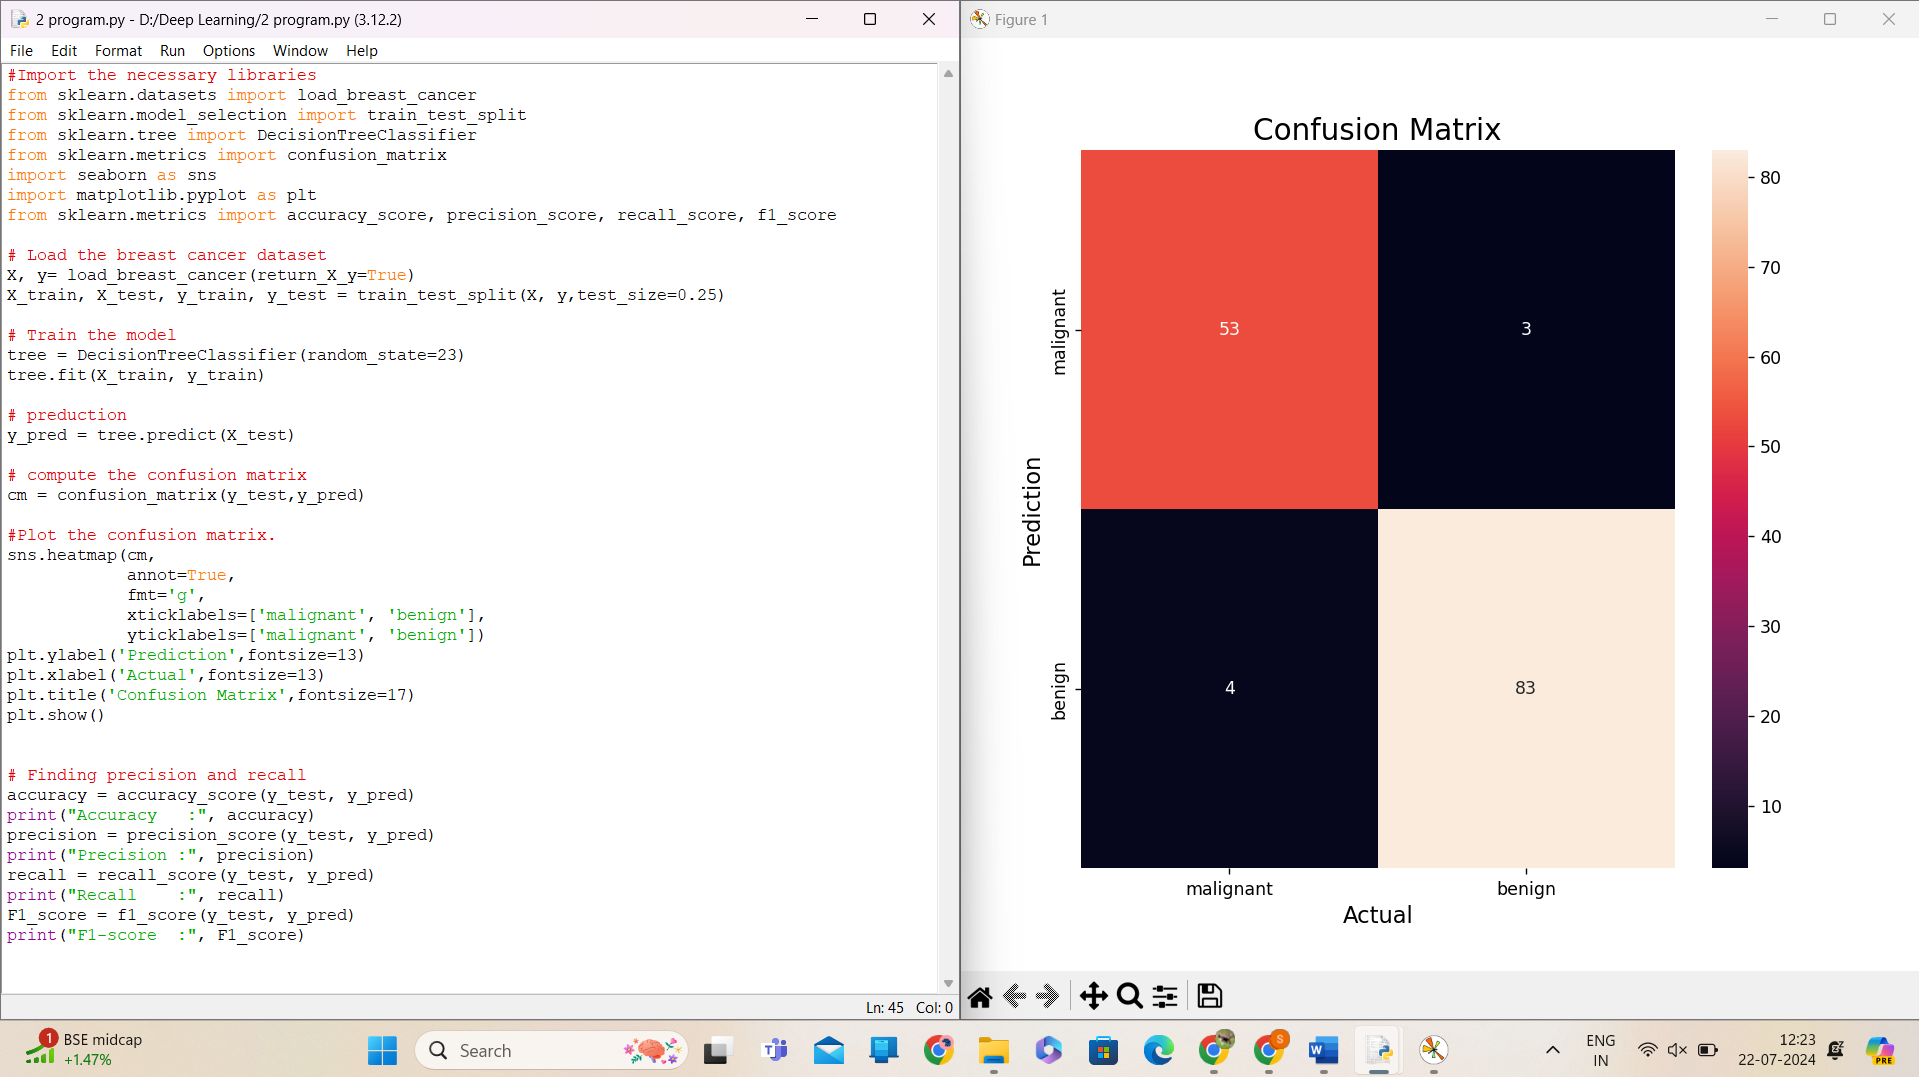 2 program.py - D:/Deep Learning/2 program.py (3.12.2)
File Edit Format Run Options Window Help
#Import the necessary libraries
from sklearn.datasets import load_breast_cancer
from sklearn.model_selection import train_test_split
from sklearn.tree import DecisionTreeClassifier
from sklearn.metrics import confusion_matrix
import seaborn as sns
import matplotlib.pyplot as plt
from sklearn.metrics import accuracy_score, precision_score, recall_score, f1_score
# Load the breast cancer dataset
X, y= load_breast_cancer(return_X_y=True)
X_train, X_test, y_train, y_test = train_test_split(X, y,test_size=0.25)
# Train the model
tree = DecisionTreeClassifier(random_state=23)
tree.fit(X_train, y_train)
# preduction
y_pred = tree.predict(X_test)
# compute the confusion matrix
cm = confusion_matrix(y_test,y_pred)
#Plot the confusion matrix.
sns.heatmap(cm,
            annot=True,
            fmt='g',
            xticklabels=['malignant', 'benign'],
            yticklabels=['malignant', 'benign'])
plt.ylabel('Prediction',fontsize=13)
plt.xlabel('Actual',fontsize=13)
plt.title('Confusion Matrix',fontsize=17)
plt.show()
# Finding precision and recall
accuracy = accuracy_score(y_test, y_pred)
print("Accuracy   :", accuracy)
precision = precision_score(y_test, y_pred)
print("Precision :", precision)
recall = recall_score(y_test, y_pred)
print("Recall    :", recall)
F1_score = f1_score(y_test, y_pred)
print("F1-score  :", F1_score)
Ln: 45 Col: 0
Figure 1
Confusion Matrix
Prediction
malignant
benign
53
3
4
83
malignant
benign
Actual
80
70
60
50
40
30
20
10
1
BSE midcap
+1.47%
Search
S
W
PRE
ENG
IN
12:23
22-07-2024